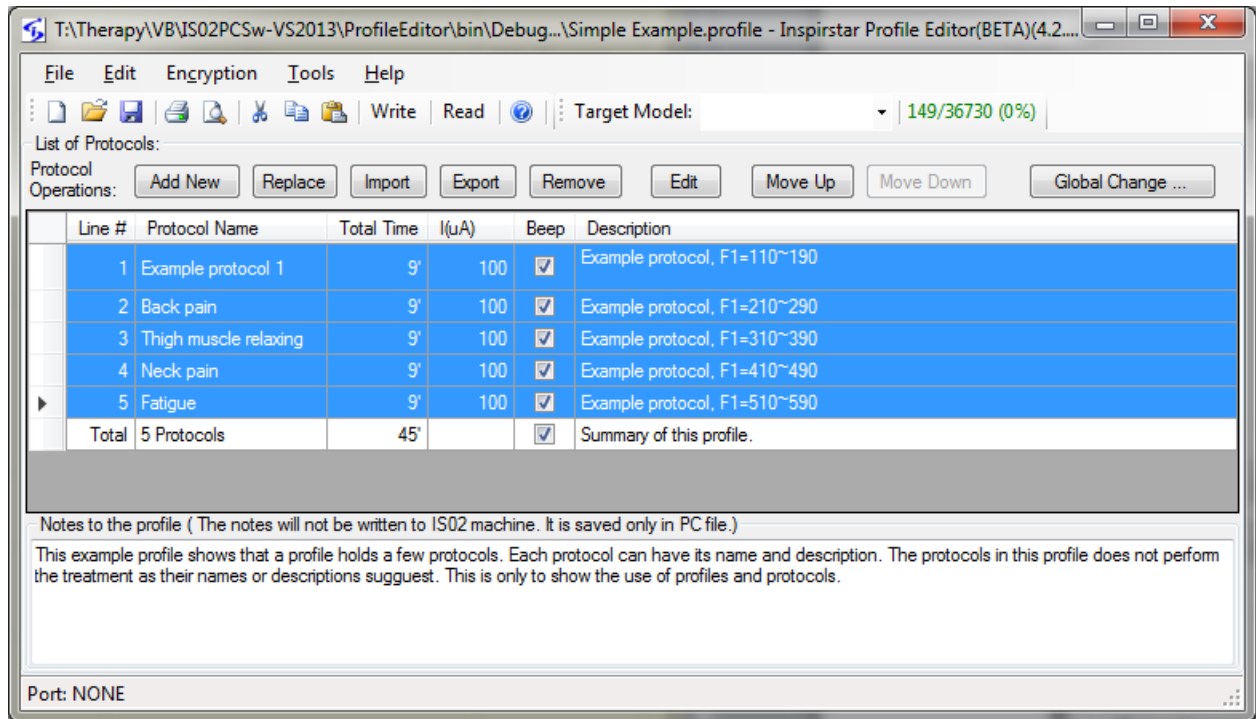 T:\Therapy\VB\IS02PCSw-VS2013\ProfileEditor\bin\Debug...\Simple Example.profile - Inspirstar Profile Editor(BETA)(4.2....
File Edit Encryption Tools Help
Write Read Target Model: 149/36730 (0%)
List of Protocols:
Protocol Operations: Add New Replace Import Export Remove Edit Move Up Move Down Global Change ...
Line # Protocol Name Total Time I(uA) Beep Description
1 Example protocol 1 9' 100 Example protocol, F1=110~190
2 Back pain 9' 100 Example protocol, F1=210~290
3 Thigh muscle relaxing 9' 100 Example protocol, F1=310~390
4 Neck pain 9' 100 Example protocol, F1=410~490
5 Fatigue 9' 100 Example protocol, F1=510~590
Total 5 Protocols 45' Summary of this profile.
Notes to the profile ( The notes will not be written to IS02 machine. It is saved only in PC file.)
This example profile shows that a profile holds a few protocols. Each protocol can have its name and description. The protocols in this profile does not perform
the treatment as their names or descriptions sugguest. This is only to show the use of profiles and protocols.
Port: NONE